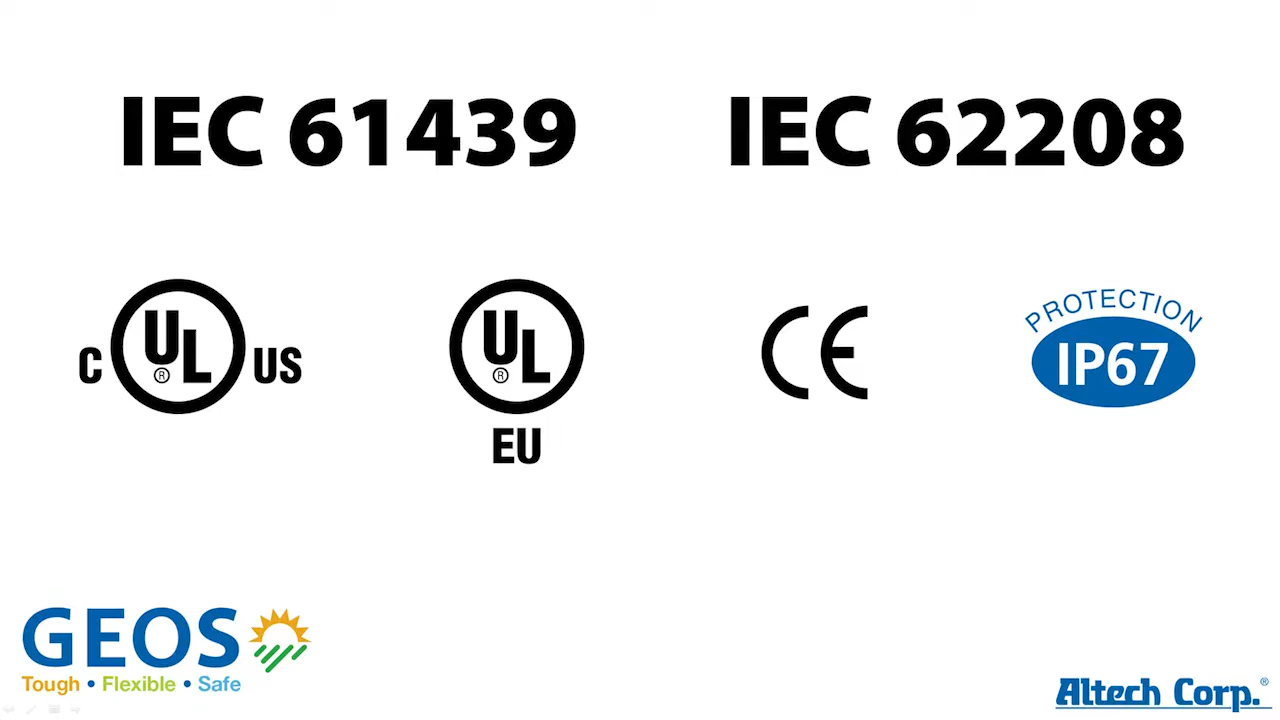 IEC 61439
IEC 62208
C UL® US
UL®
EU
CE
PROTECTION
IP67
GEOS
Tough • Flexible • Safe
Altech Corp.®